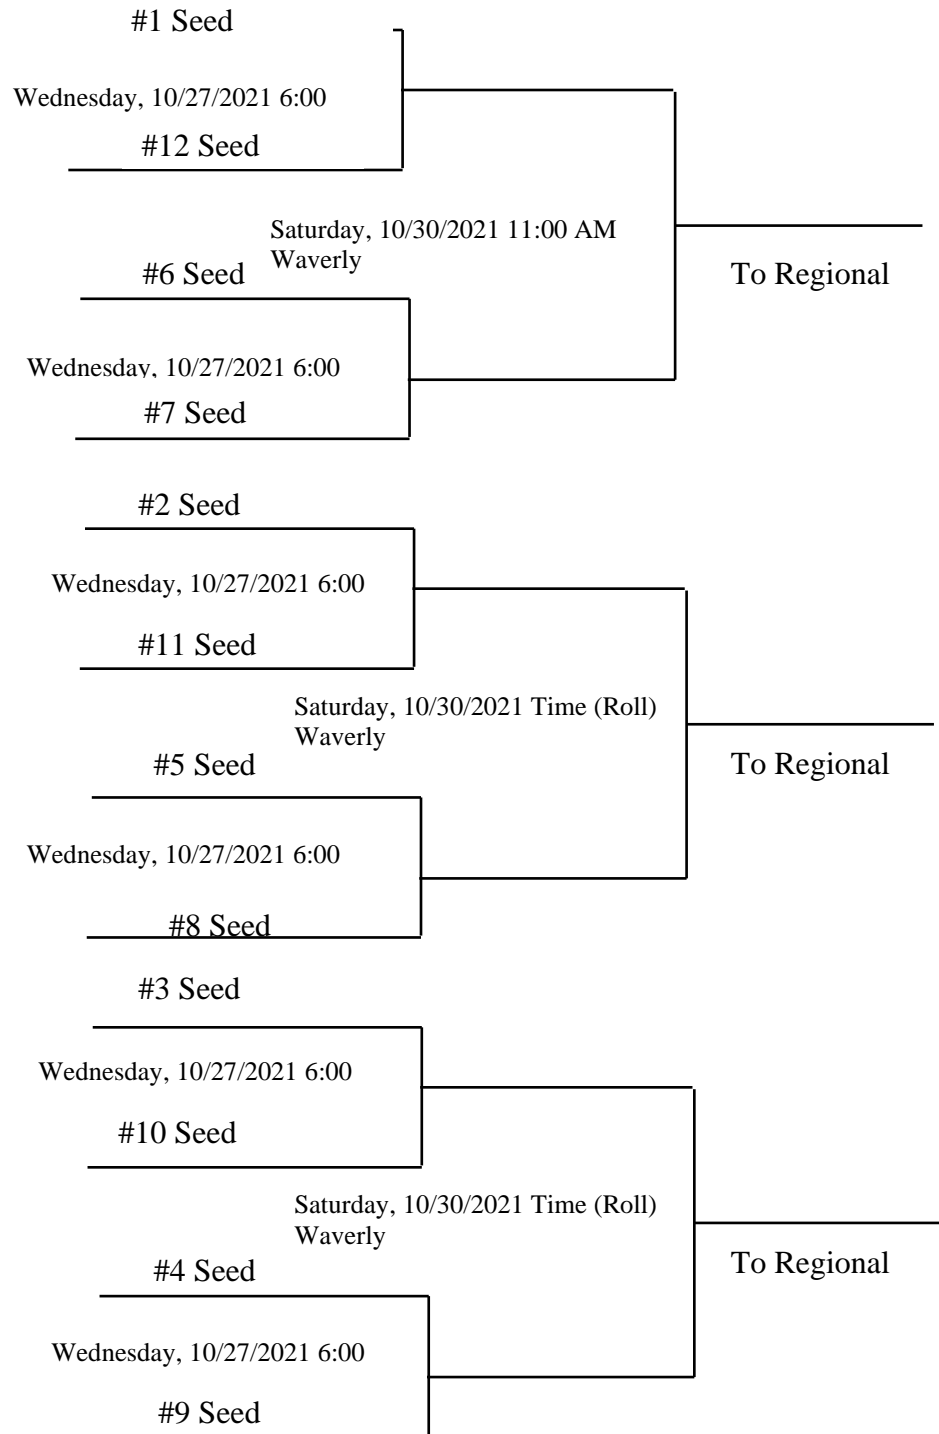 #1 Seed
Wednesday, 10/27/2021 6:00
#12 Seed
Saturday, 10/30/2021 11:00 AM
Waverly
#6 Seed
To Regional
Wednesday, 10/27/2021 6:00
#7 Seed
#2 Seed
Wednesday, 10/27/2021 6:00
#11 Seed
Saturday, 10/30/2021 Time (Roll)
Waverly
#5 Seed
To Regional
Wednesday, 10/27/2021 6:00
#8 Seed
#3 Seed
Wednesday, 10/27/2021 6:00
#10 Seed
Saturday, 10/30/2021 Time (Roll)
Waverly
#4 Seed
To Regional
Wednesday, 10/27/2021 6:00
#9 Seed